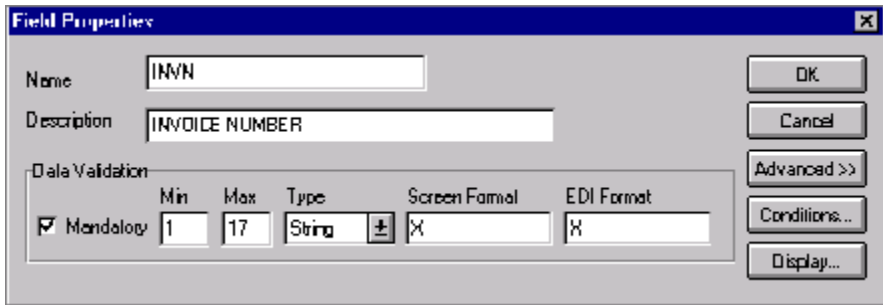 Field Properties
Name INVN OK
Description INVOICE NUMBER Cancel
Data Validation Advanced >>
Min Max Type Screen Format EDI Format
Mandatory 1 17 String X X Conditions...
Display...